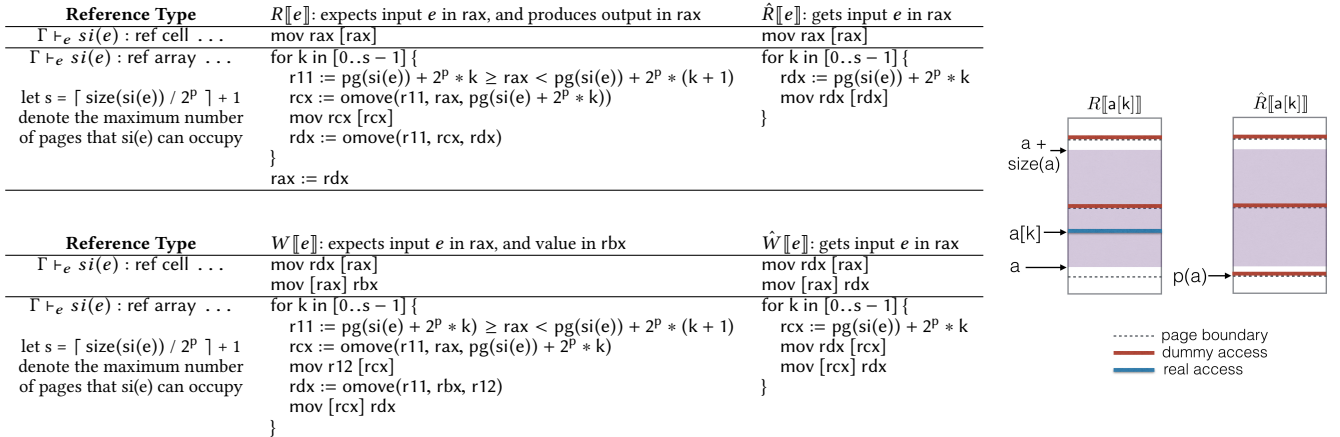 Reference Type R⟦e⟧: expects input e in rax, and produces output in rax R̂⟦e⟧: gets input e in rax
Γ ⊢ₑ si(e) : ref cell . . . mov rax [rax] mov rax [rax]
Γ ⊢ₑ si(e) : ref array . . . for k in [0..s − 1] { for k in [0..s − 1] {
r11 := pg(si(e)) + 2ᵖ ∗ k ≥ rax < pg(si(e)) + 2ᵖ ∗ (k + 1) rdx := pg(si(e)) + 2ᵖ ∗ k
let s = ⌈ size(si(e)) / 2ᵖ ⌉ + 1 rcx := omove(r11, rax, pg(si(e) + 2ᵖ ∗ k)) mov rdx [rdx]
denote the maximum number mov rcx [rcx] }
of pages that si(e) can occupy rdx := omove(r11, rcx, rdx)
}
rax := rdx
Reference Type W⟦e⟧: expects input e in rax, and value in rbx Ŵ⟦e⟧: gets input e in rax
Γ ⊢ₑ si(e) : ref cell . . . mov rdx [rax] mov rdx [rax]
mov [rax] rbx mov [rax] rdx
Γ ⊢ₑ si(e) : ref array . . . for k in [0..s − 1] { for k in [0..s − 1] {
r11 := pg(si(e) + 2ᵖ ∗ k) ≥ rax < pg(si(e)) + 2ᵖ ∗ (k + 1) rcx := pg(si(e)) + 2ᵖ ∗ k
let s = ⌈ size(si(e)) / 2ᵖ ⌉ + 1 rcx := omove(r11, rax, pg(si(e)) + 2ᵖ ∗ k) mov rdx [rcx]
denote the maximum number mov r12 [rcx] mov [rcx] rdx
of pages that si(e) can occupy rdx := omove(r11, rbx, r12) }
mov [rcx] rdx
}
R⟦a[k]⟧ R̂⟦a[k]⟧
a +
size(a)
a[k]
a
p(a)
page boundary
dummy access
real access